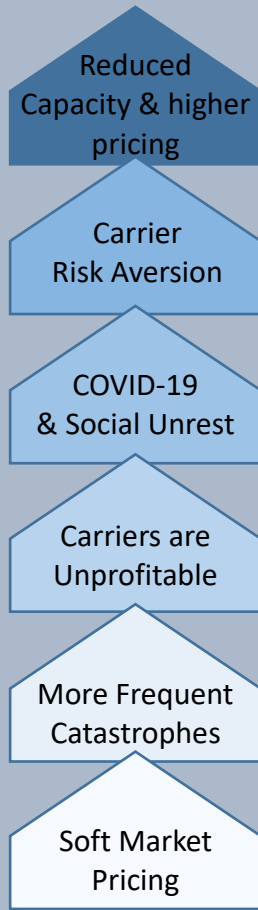 Reduced
Capacity & higher
pricing
Carrier
Risk Aversion
COVID-19
& Social Unrest
Carriers are
Unprofitable
More Frequent
Catastrophes
Soft Market
Pricing